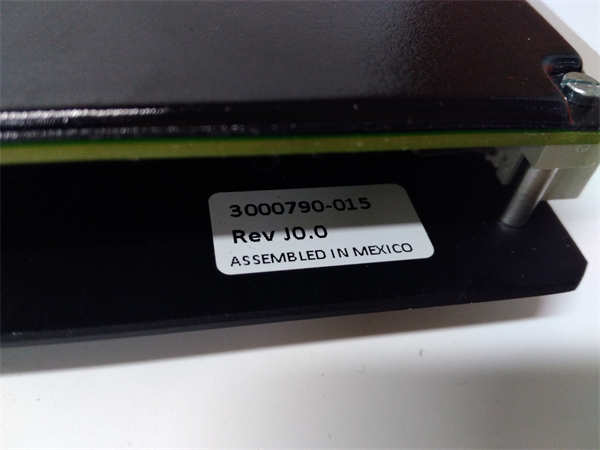 3000790-015
Rev J0.0
ASSEMBLED IN MEXICO